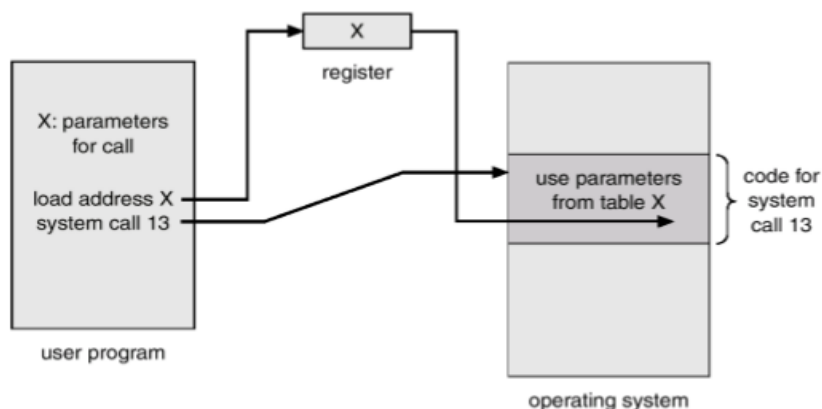 X
register
X: parameters
for call
load address X
system call 13
user program
use parameters
from table X
code for
system
call 13
operating system